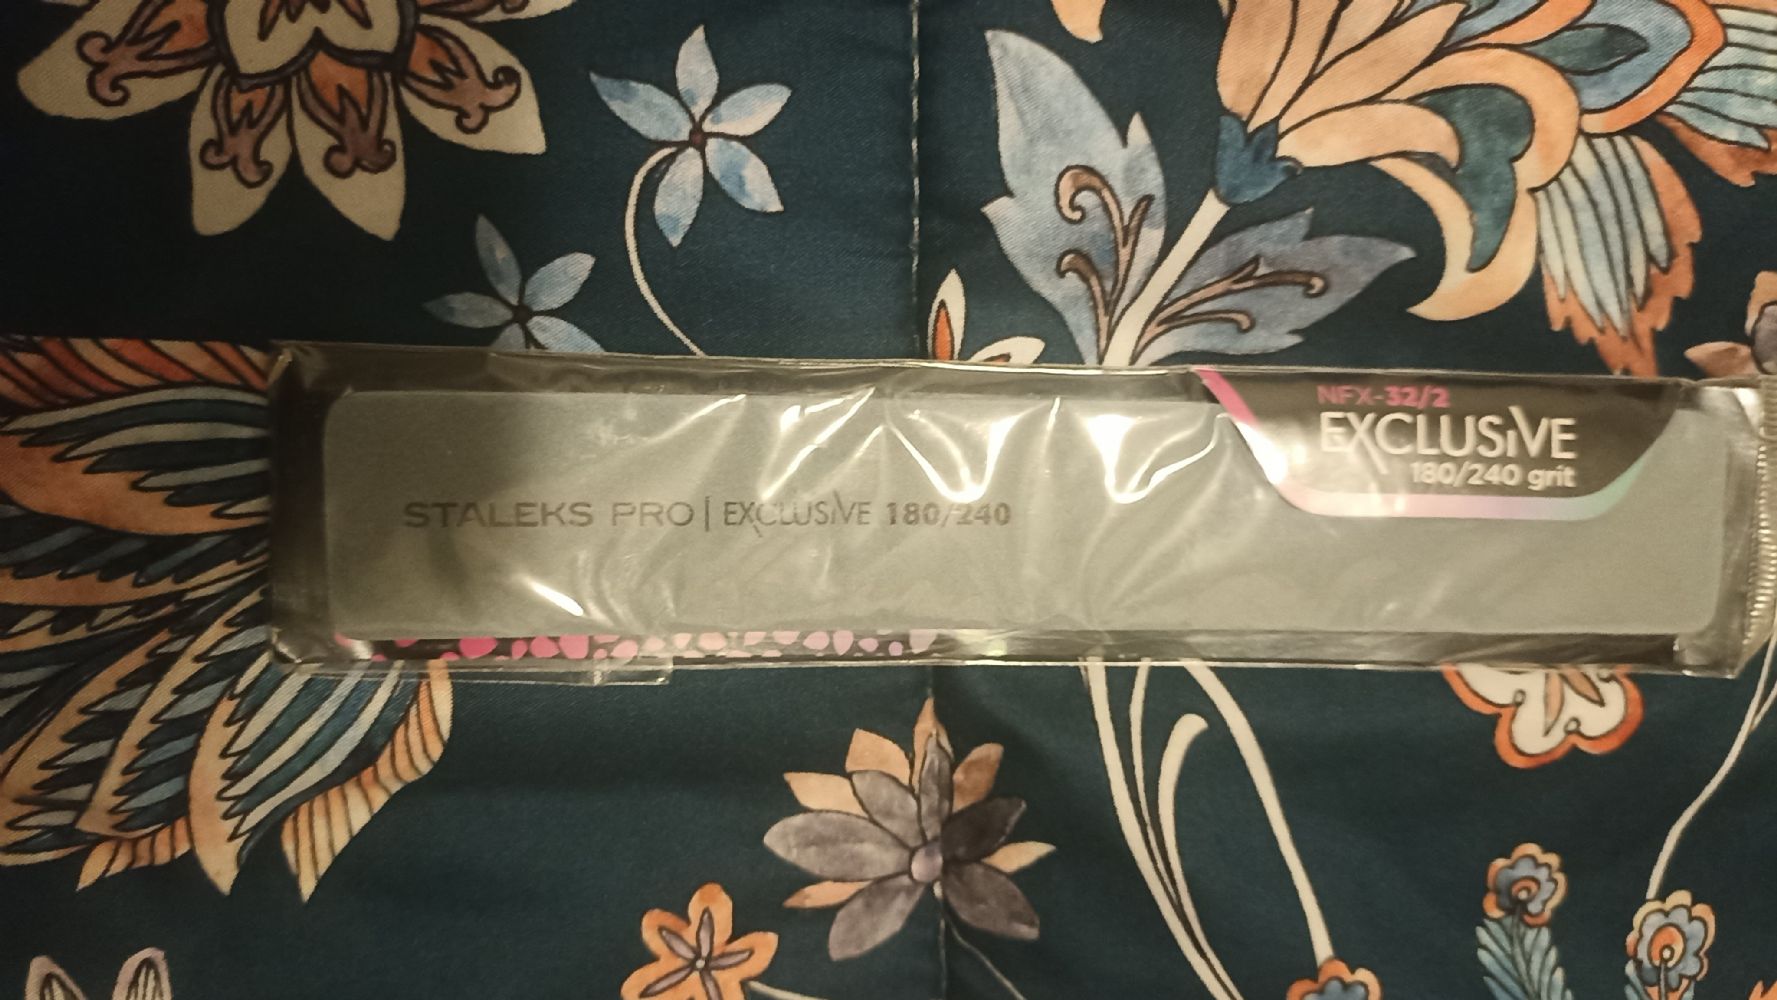 NFX-32/2
EXCLUSiVE
180/240 grit
STALEKS PRO | EXCLUSiVE 180/240